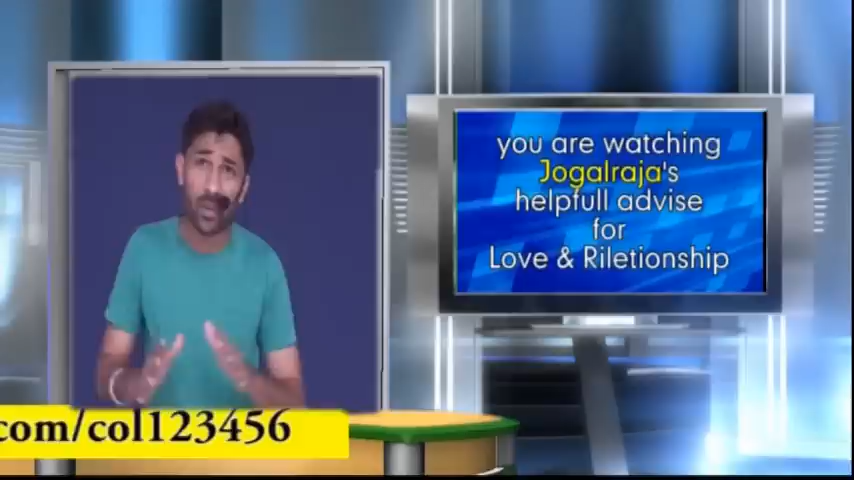 you are watching
Jogalraja's
helpfull advise
for
Love & Riletionship
com/col123456